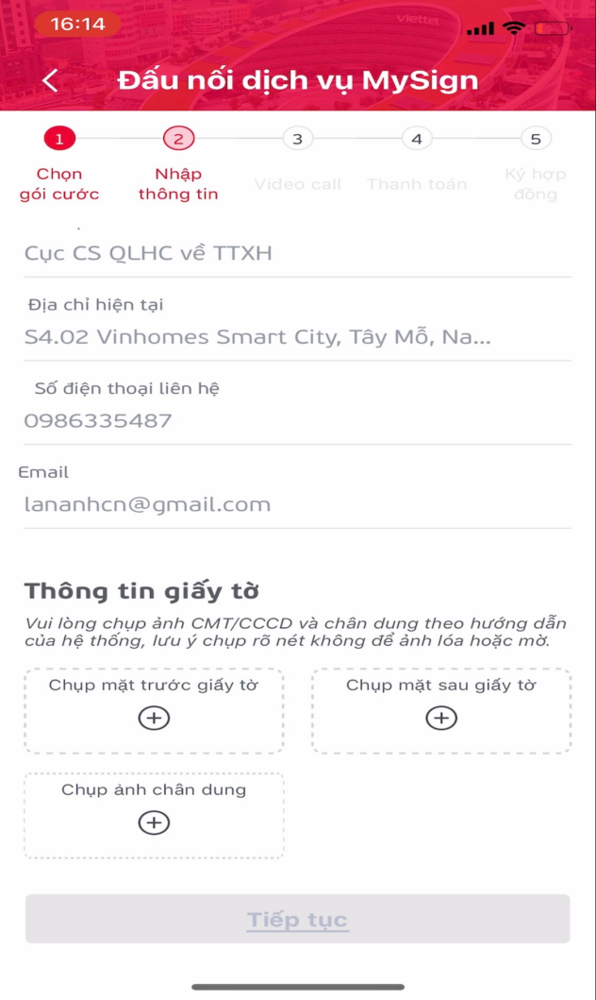 16:14
viettel
Đấu nối dịch vụ MySign
1
2
3
4
5
Chọn
gói cước
Nhập
thông tin
Video call
Thanh toán
Ký hợp
đồng
Cục CS QLHC về TTXH
Địa chỉ hiện tại
S4.02 Vinhomes Smart City, Tây Mỗ, Na...
Số điện thoại liên hệ
0986335487
Email
lananhcn@gmail.com
Thông tin giấy tờ
Vui lòng chụp ảnh CMT/CCCD và chân dung theo hướng dẫn
của hệ thống, lưu ý chụp rõ nét không để ảnh lóa hoặc mờ.
Chụp mặt trước giấy tờ
Chụp mặt sau giấy tờ
Chụp ảnh chân dung
Tiếp tục